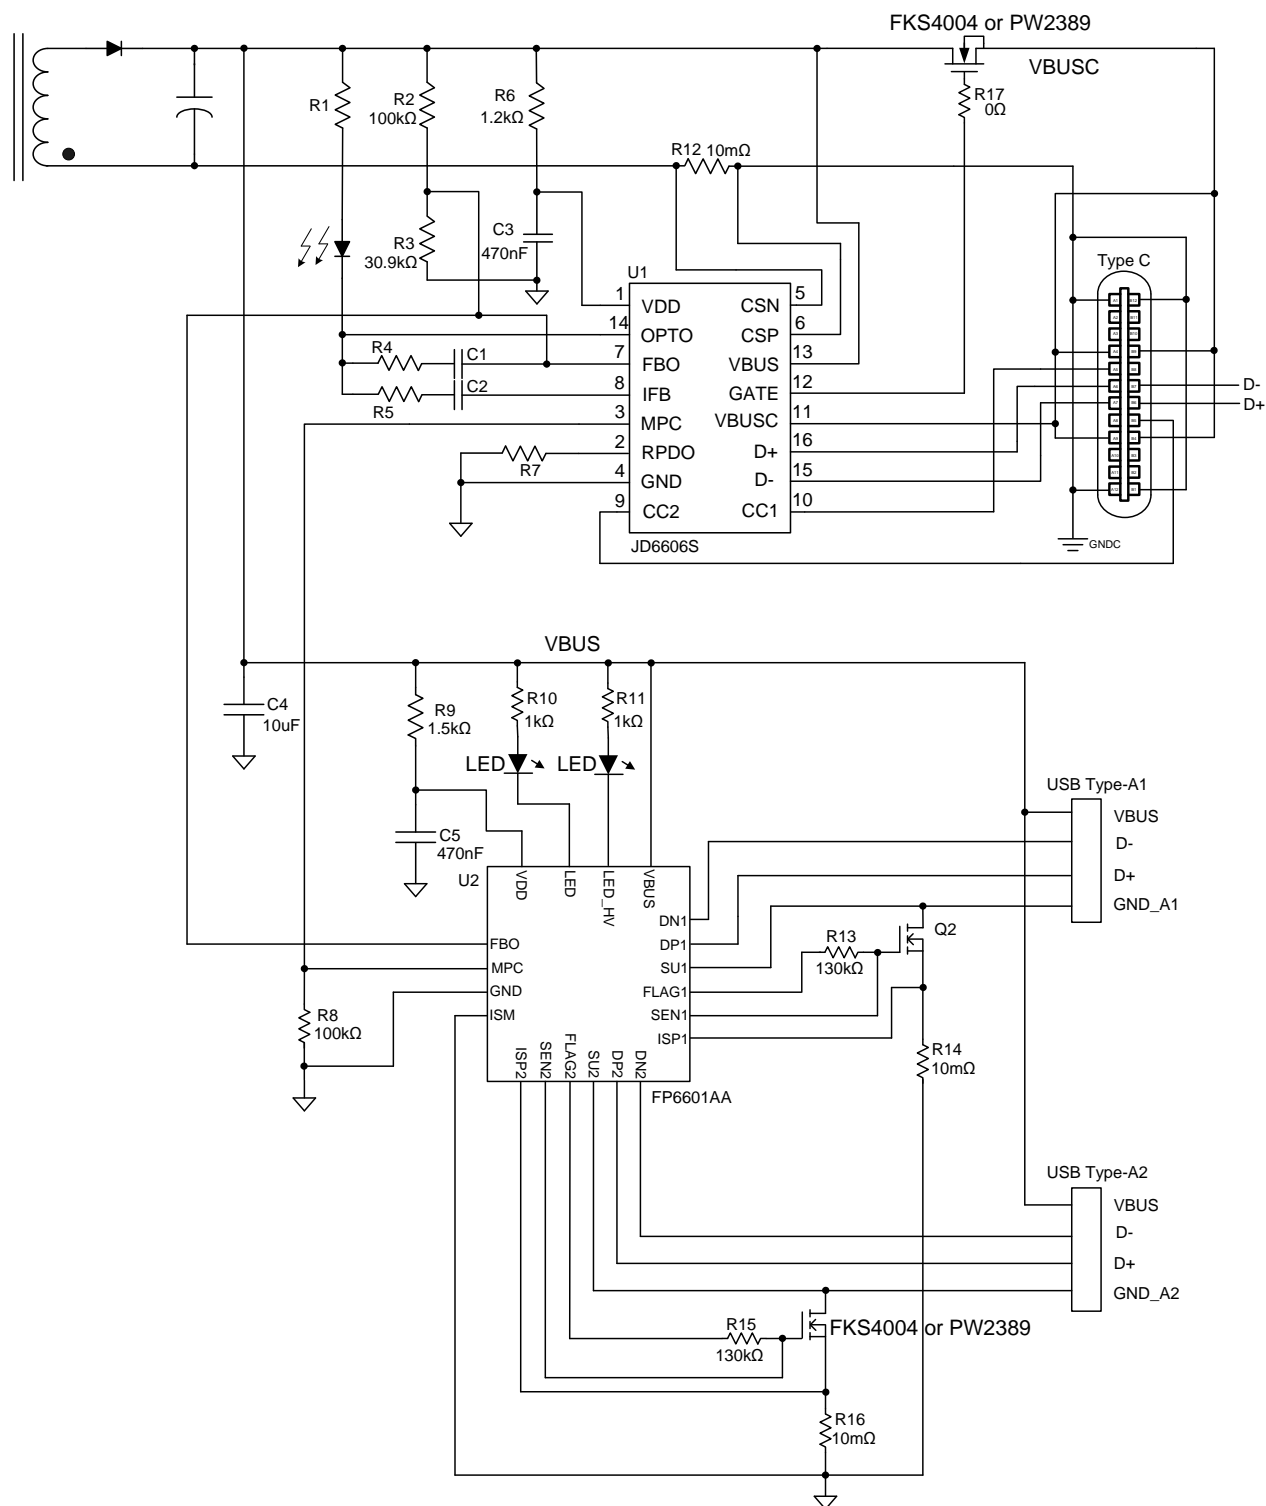 FKS4004 or PW2389
VBUSC
R1
R2
100kΩ
R6
1.2kΩ
R17
0Ω
R12 10mΩ
R3
30.9kΩ
C3
470nF
U1
Type C
1 VDD
14 OPTO
7 FBO
8 IFB
3 MPC
2 RPDO
4 GND
9 CC2
CSN 5
CSP 6
VBUS 13
GATE 12
VBUSC 11
D+ 16
D- 15
CC1 10
R4
C1
C2
R5
R7
JD6606S
D-
D+
GNDC
VBUS
C4
10uF
R9
1.5kΩ
R10
1kΩ
R11
1kΩ
LED
LED
C5
470nF
U2
VDD
LED
LED_HV
VBUS
FBO
MPC
GND
ISM
DN1
DP1
SU1
FLAG1
SEN1
ISP1
ISP2
SEN2
FLAG2
SU2
DP2
DN2
FP6601AA
R8
100kΩ
R13
130kΩ
Q2
R14
10mΩ
USB Type-A1
VBUS
D-
D+
GND_A1
USB Type-A2
VBUS
D-
D+
GND_A2
R15
130kΩ
FKS4004 or PW2389
R16
10mΩ